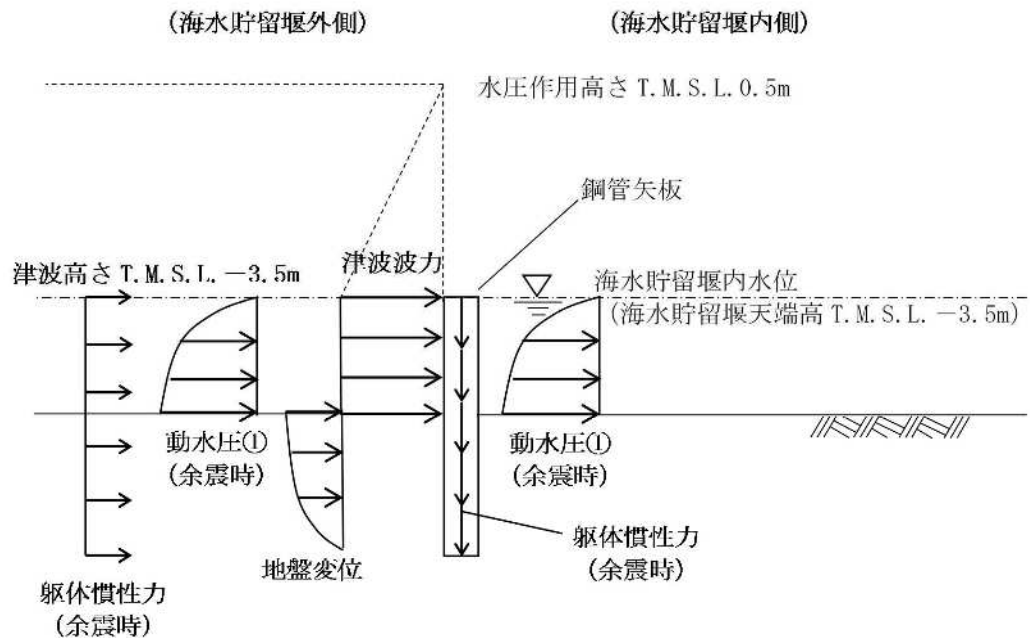 (海水貯留堰外側)
(海水貯留堰内側)
水圧作用高さ T.M.S.L.0.5m
鋼管矢板
津波高さ T.M.S.L.－3.5m
津波波力
海水貯留堰内水位
(海水貯留堰天端高 T.M.S.L.－3.5m)
動水圧①
(余震時)
動水圧①
(余震時)
地盤変位
躯体慣性力
(余震時)
躯体慣性力
(余震時)